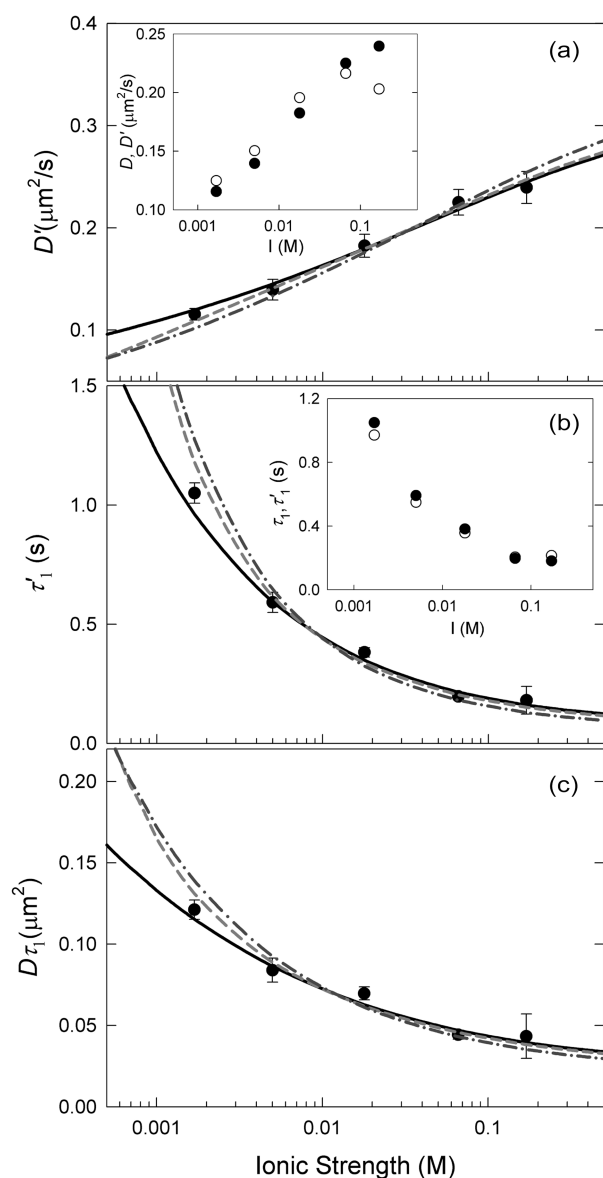 0.4
(a)
0.25
0.20
0.15
0.10
D, D' (μm²/s)
0.001 0.01 0.1
I (M)
0.3
0.2
0.1
D'(μm²/s)
1.5
(b)
1.2
0.8
0.4
0.0
τ₁,τ'₁ (s)
0.001 0.01 0.1
I (M)
1.0
0.5
0.0
τ'₁ (s)
(c)
0.20
0.15
0.10
0.05
0.00
Dτ₁(μm²)
0.001 0.01 0.1
Ionic Strength (M)